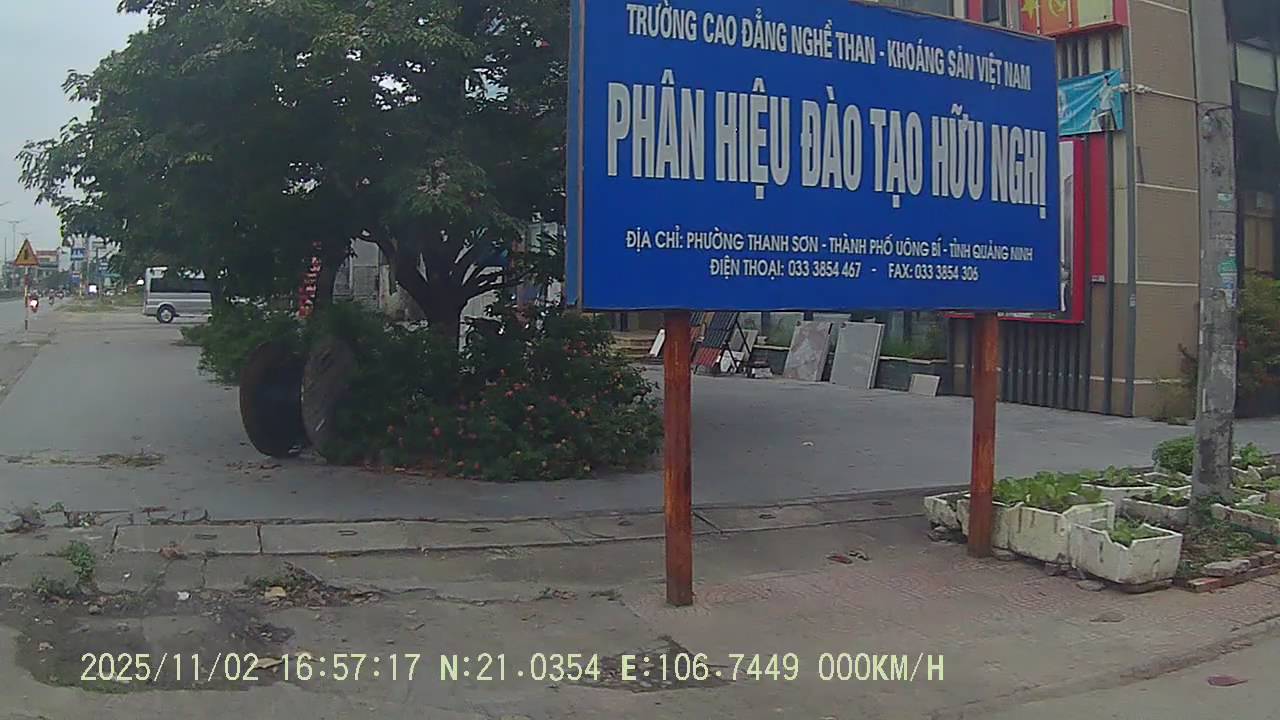 TRƯỜNG CAO ĐẲNG NGHỀ THAN - KHOÁNG SẢN VIỆT NAM
PHÂN HIỆU ĐÀO TẠO HỮU NGHỊ
ĐỊA CHỈ: PHƯỜNG THANH SƠN - THÀNH PHỐ UÔNG BÍ - TỈNH QUẢNG NINH
ĐIỆN THOẠI: 033 3854 467 - FAX: 033 3854 306
2025/11/02 16:57:17 N:21.0354 E:106.7449 000KM/H